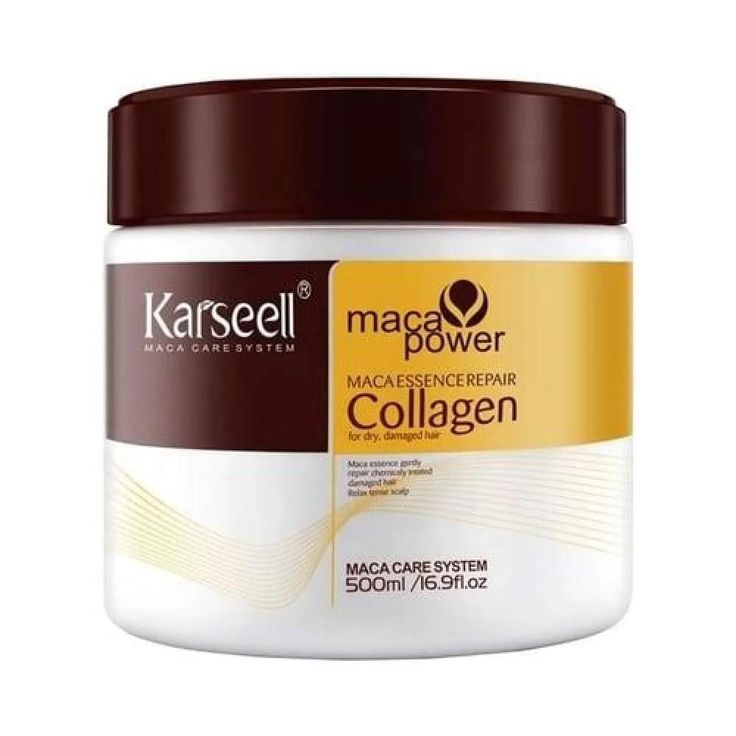 Karseell®
MACA CARE SYSTEM
maca
power
MACA ESSENCE REPAIR
Collagen
for dry, damaged hair
Maca essence gently
repair chemicaly treated
damaged hair
Relax tense scalp
MACA CARE SYSTEM
500ml /16.9fl.oz